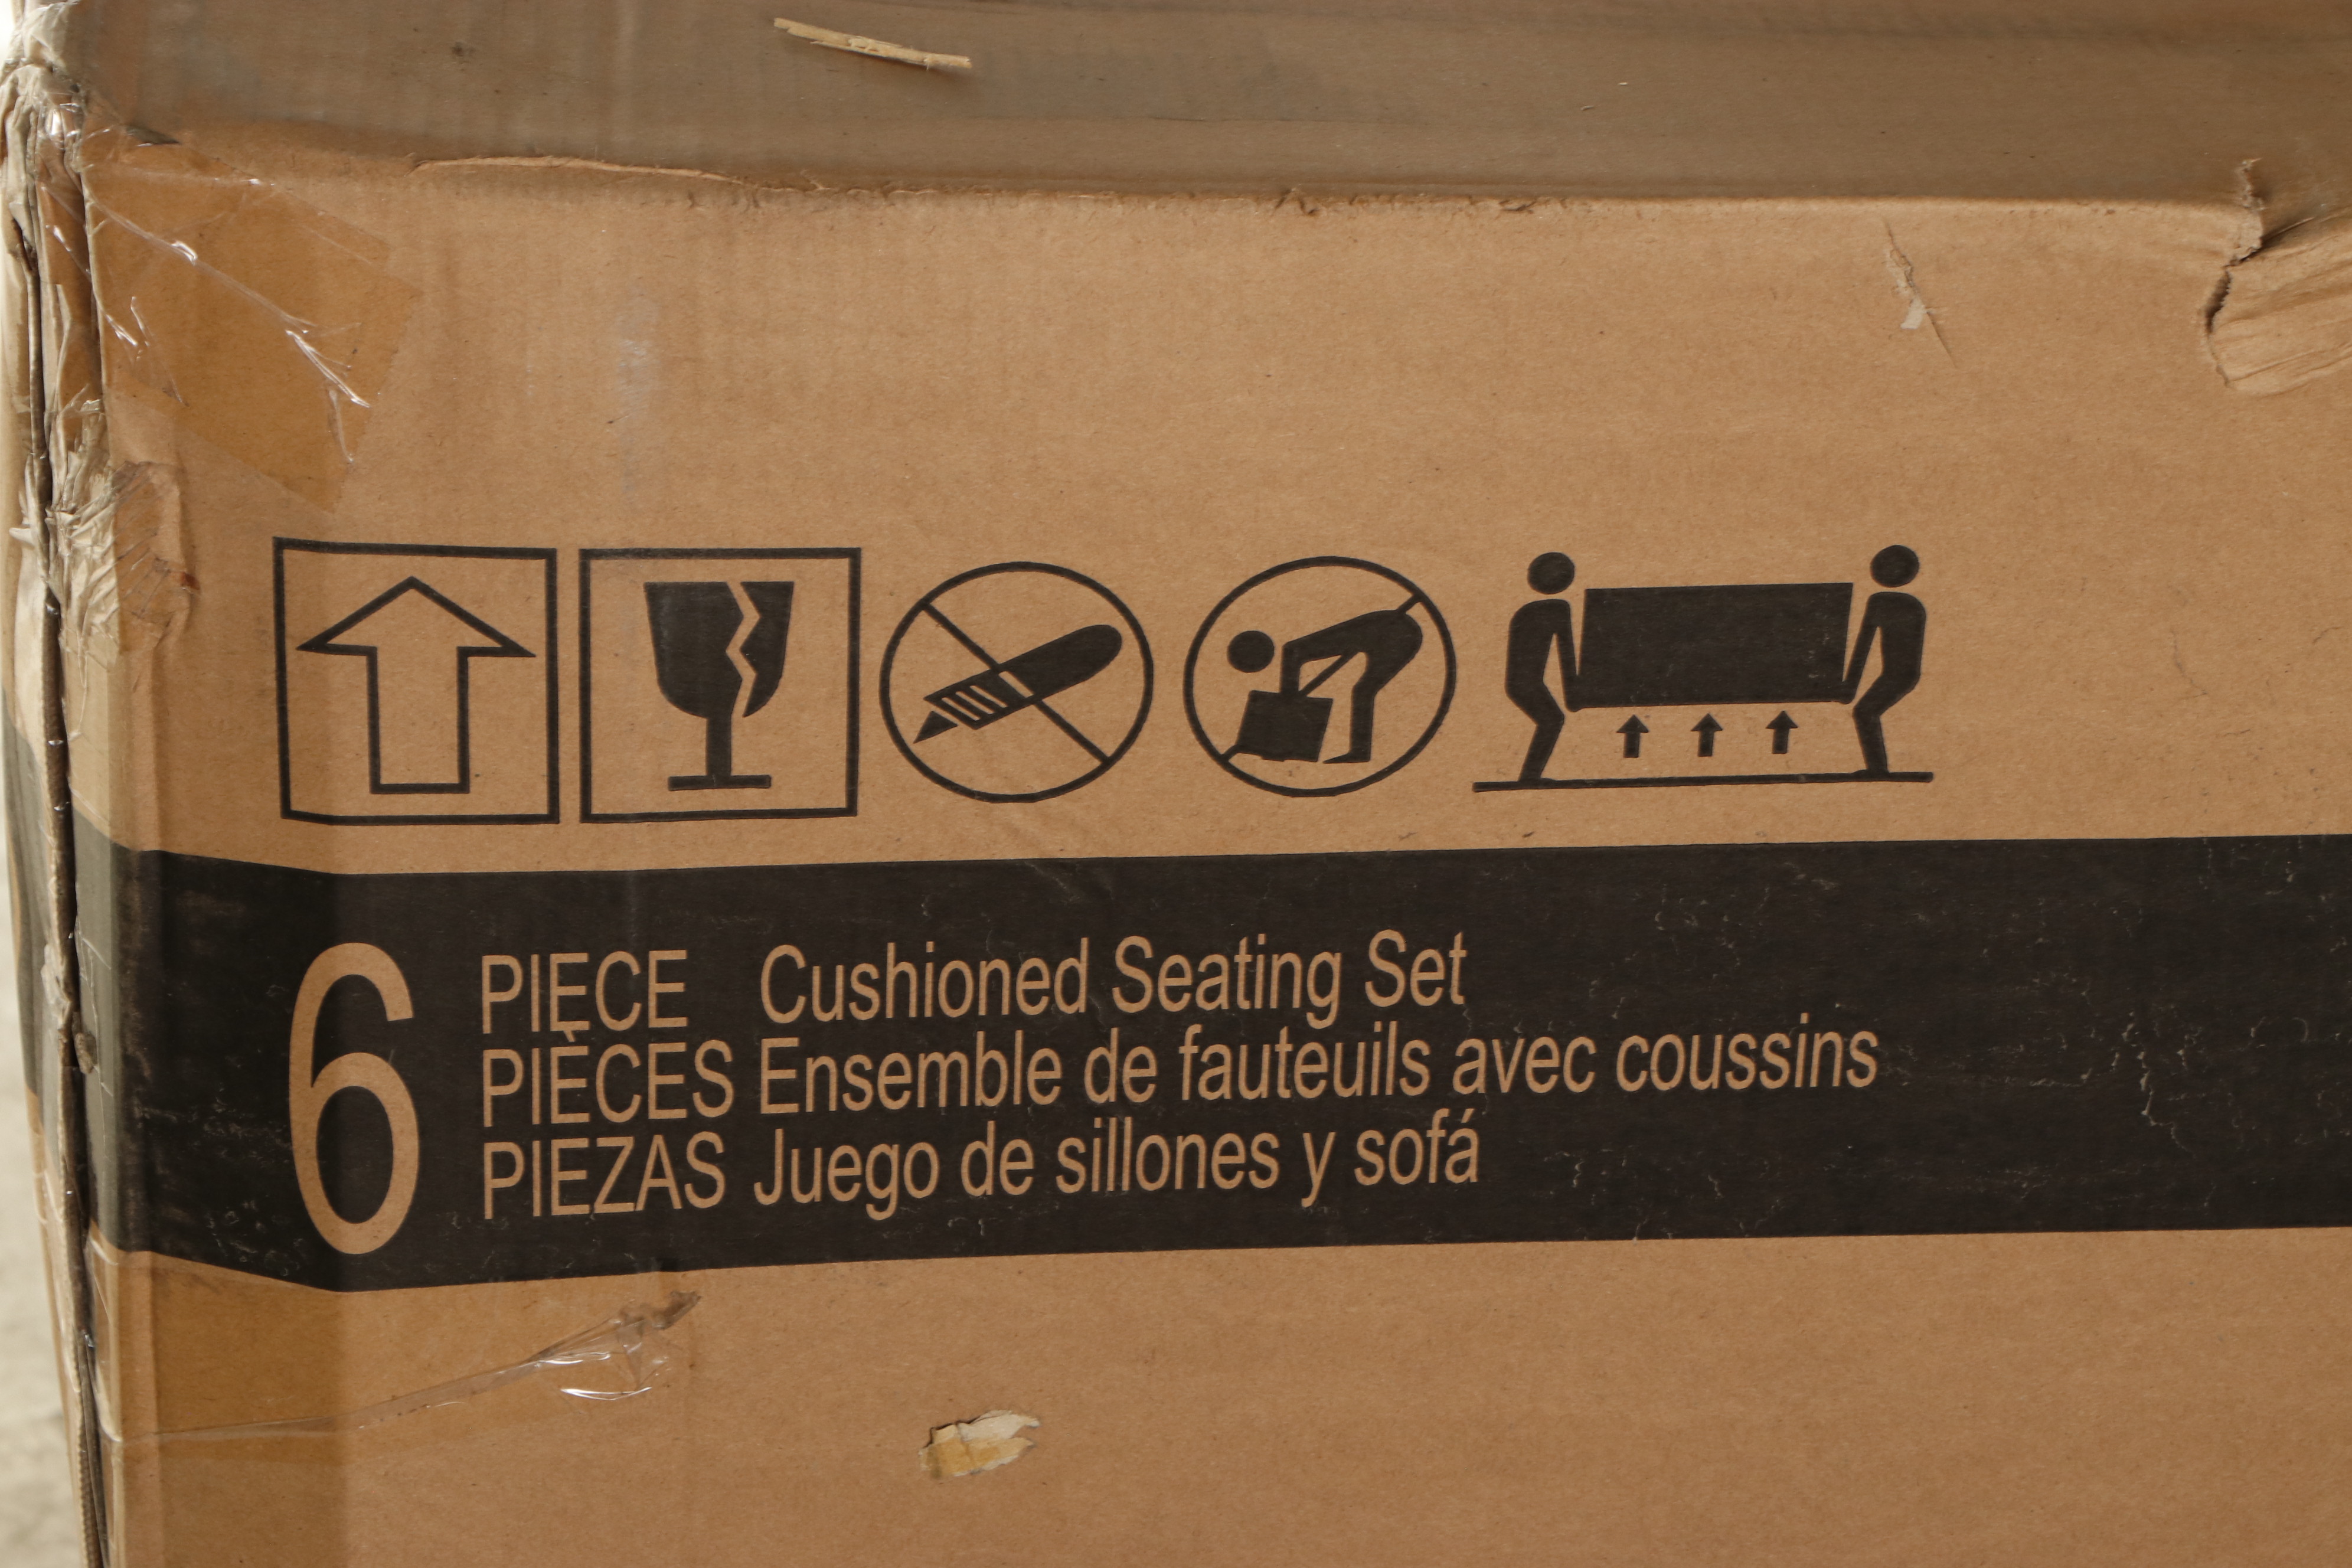 6
PIECE Cushioned Seating Set
PIÈCES Ensemble de fauteuils avec coussins
PIEZAS Juego de sillones y sofá